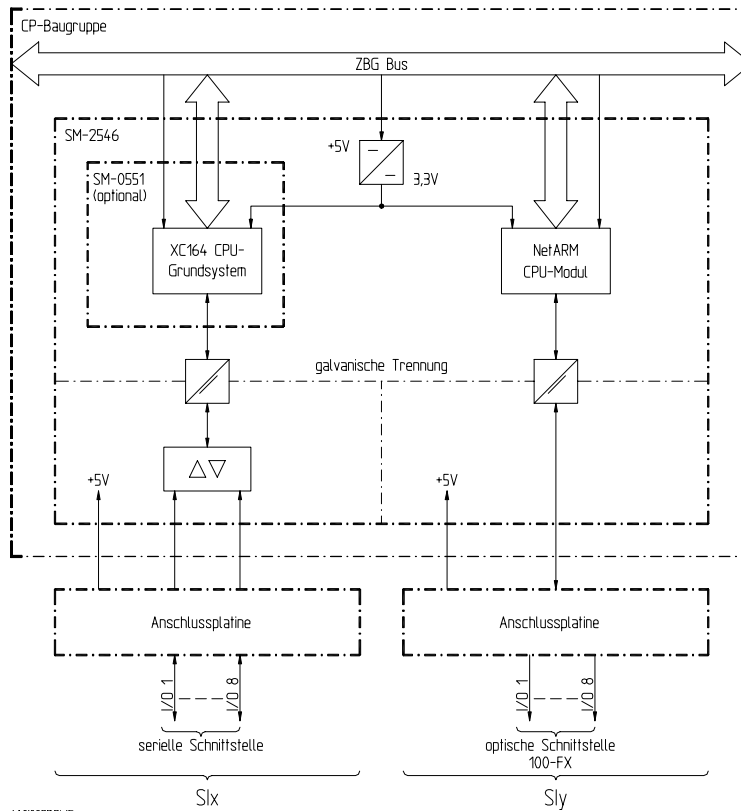 CP-Baugruppe
ZBG Bus
SM-2546
+5V
3,3V
SM-0551
(optional)
XC164 CPU-
Grundsystem
NetARM
CPU-Modul
galvanische Trennung
+5V
+5V
Anschlussplatine
Anschlussplatine
I/O 1
I/O 8
I/O 1
I/O 8
serielle Schnittstelle
optische Schnittstelle
100-FX
SIx
SIy